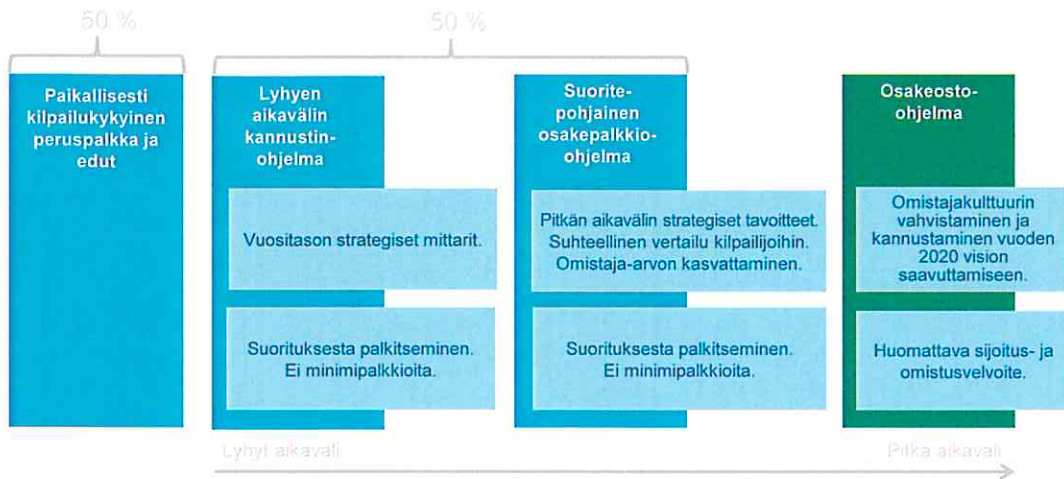 50 %
50 %
Paikallisesti
kilpailukykyinen
peruspalkka ja
edut
Lyhyen
aikavälin
kannustin-
ohjelma
Vuositason strategiset mittarit.
Suorituksesta palkitseminen.
Ei minimipalkkioita.
Suorite-
pohjainen
osakepalkkio-
ohjelma
Pitkän aikavälin strategiset tavoitteet.
Suhteellinen vertailu kilpailijoihin.
Omistaja-arvon kasvattaminen.
Suorituksesta palkitseminen.
Ei minimipalkkioita.
Osakeosto-
ohjelma
Omistajakulttuurin
vahvistaminen ja
kannustaminen vuoden
2020 vision
saavuttamiseen.
Huomattava sijoitus- ja
omistusvelvoite.
Lyhyt aikaväli
Pitkä aikaväli